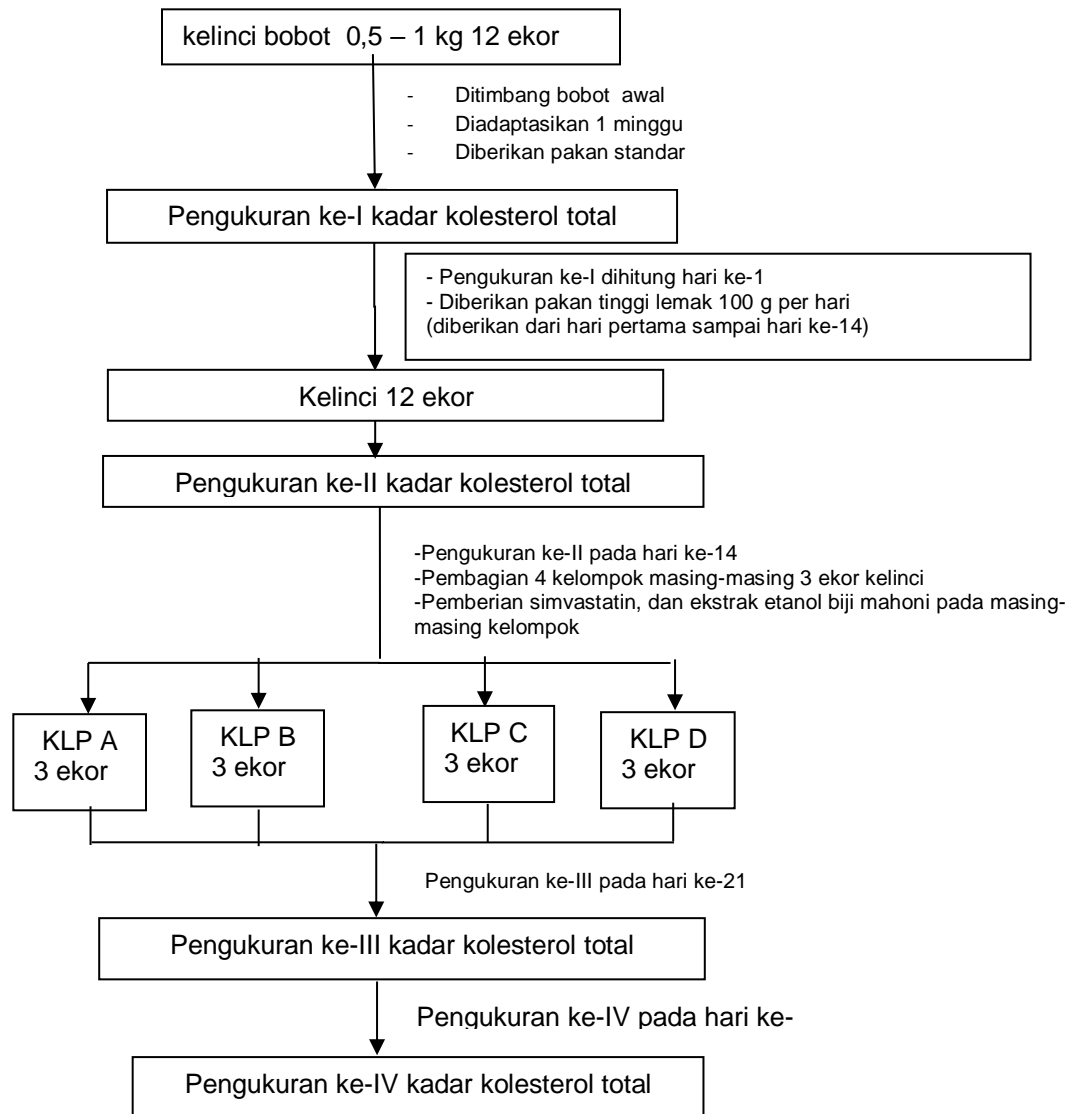 kelinci bobot 0,5 – 1 kg 12 ekor
- Ditimbang bobot awal
- Diadaptasikan 1 minggu
- Diberikan pakan standar
Pengukuran ke-I kadar kolesterol total
- Pengukuran ke-I dihitung hari ke-1
- Diberikan pakan tinggi lemak 100 g per hari
(diberikan dari hari pertama sampai hari ke-14)
Kelinci 12 ekor
Pengukuran ke-II kadar kolesterol total
-Pengukuran ke-II pada hari ke-14
-Pembagian 4 kelompok masing-masing 3 ekor kelinci
-Pemberian simvastatin, dan ekstrak etanol biji mahoni pada masing-
masing kelompok
KLP A
3 ekor
KLP B
3 ekor
KLP C
3 ekor
KLP D
3 ekor
Pengukuran ke-III pada hari ke-21
Pengukuran ke-III kadar kolesterol total
Pengukuran ke-IV pada hari ke-
Pengukuran ke-IV kadar kolesterol total